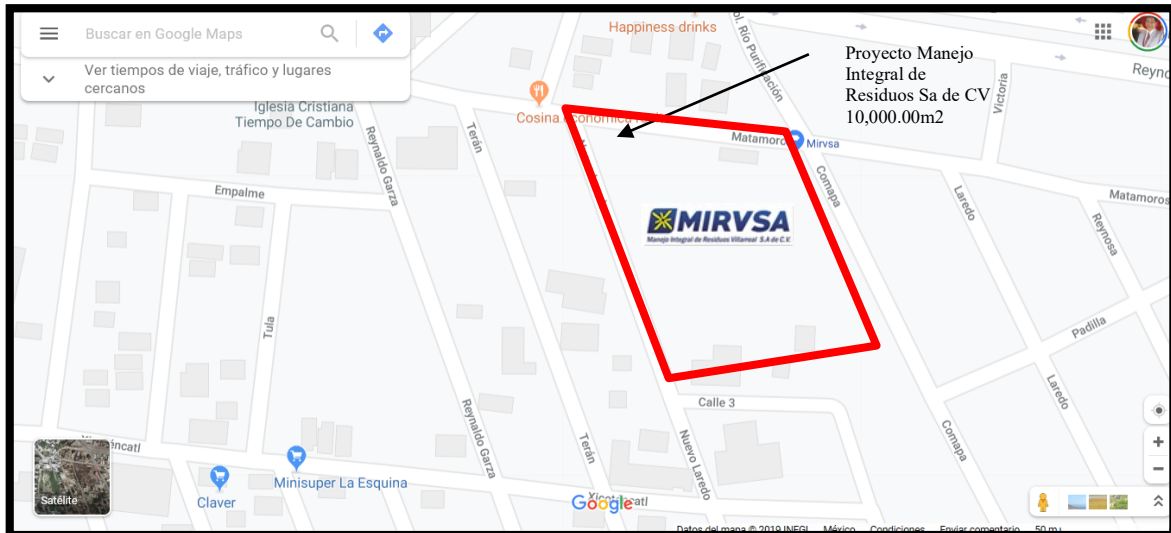 Buscar en Google Maps
Ver tiempos de viaje, tráfico y lugares
cercanos
Happiness drinks
Río Purificación
Proyecto Manejo
Integral de
Residuos Sa de CV
10,000.00m2
Victoria
Iglesia Cristiana
Tiempo De Cambio
Reynaldo Garza
Terán
Matamoros
Mirvsa
Empalme
Comapa
Laredo
Matamoros
Reynosa
MIRVSA
Manejo Integral de Residuos Villarreal S.A de C.V.
Tula
Padilla
Calle 3
Reynaldo Garza
Terán
Nuevo Laredo
Comapa
Laredo
Satélite
Claver
Minisuper La Esquina
Google
Datos del mapa © 2019 INEGI México Condiciones Enviar comentario 50 m